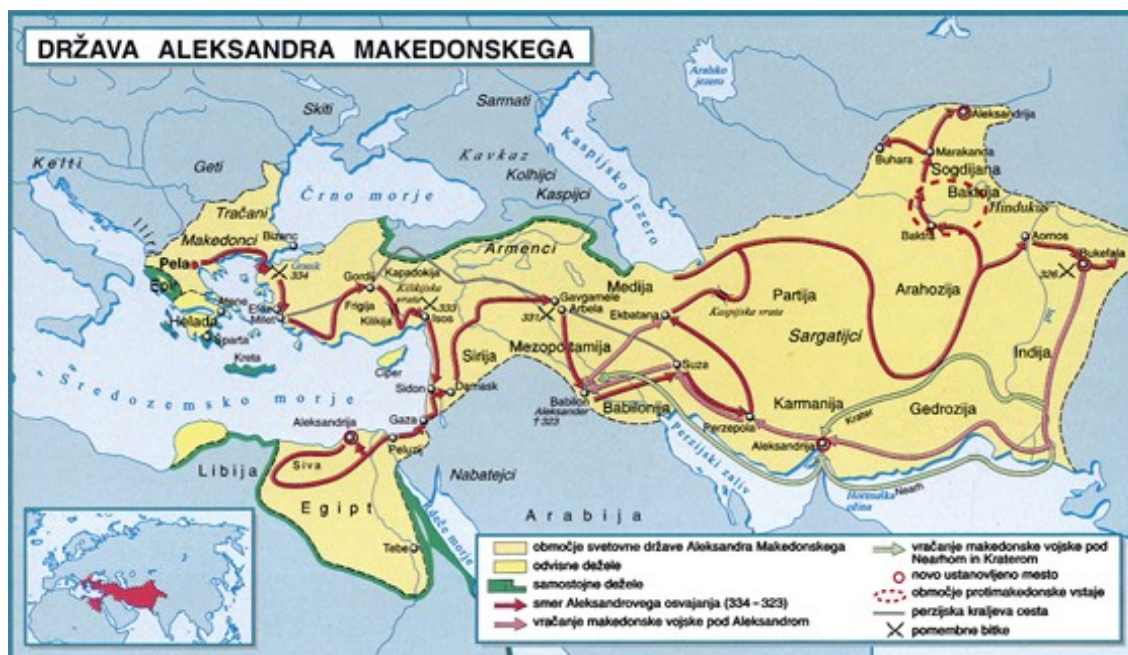 DRŽAVA ALEKSANDRA MAKEDONSKEGA
Aralsko
jezero
Skiti
Sarmati
Kelti
Geti
Kavkaz
Kolhijci
Kaspijci
Kaspijsko jezero
Črno morje
Aleksandrija
Buhara
Marakanda
Sogdijana
Baktrija
Hindukuš
Baktra
Aornos
Bukefala
326
Iliri
Tračani
Makedonci
Bizanc
Pela
Epir
Granik
334
Armenci
Medija
Gordij
Kapadokija
Frigija
Kilikijska
vrata
333
Kilikija
Isos
Gavgamele
Arbela
331
Ekbatana
Kaspijska vrata
Partija
Arahozija
Sargatijci
Indija
Ind
Atene
Efez
Milet
Helada
Sparta
Kreta
Ciper
Sirija
Mezopotamija
Suza
Sidon
Damask
Babilon
Aleksander
† 323
Babilonija
Perzepola
Karmanija
Gedrozija
Krater
Sredozemsko morje
Aleksandrija
Gaza
Peluzij
Aleksandrija
Libija
Siva
Nabatejci
Perzijski zaliv
Hormuška
ožina
Nearh
Egipt
Arabija
Rdeče morje
Tebe
območje svetovne države Aleksandra Makedonskega
odvisne dežele
samostojne dežele
smer Aleksandrovega osvajanja (334 – 323)
vračanje makedonske vojske pod Aleksandrom
vračanje makedonske vojske pod
Nearhom in Kraterom
novo ustanovljeno mesto
območje protimakedonske vstaje
perzijska kraljeva cesta
pomembne bitke